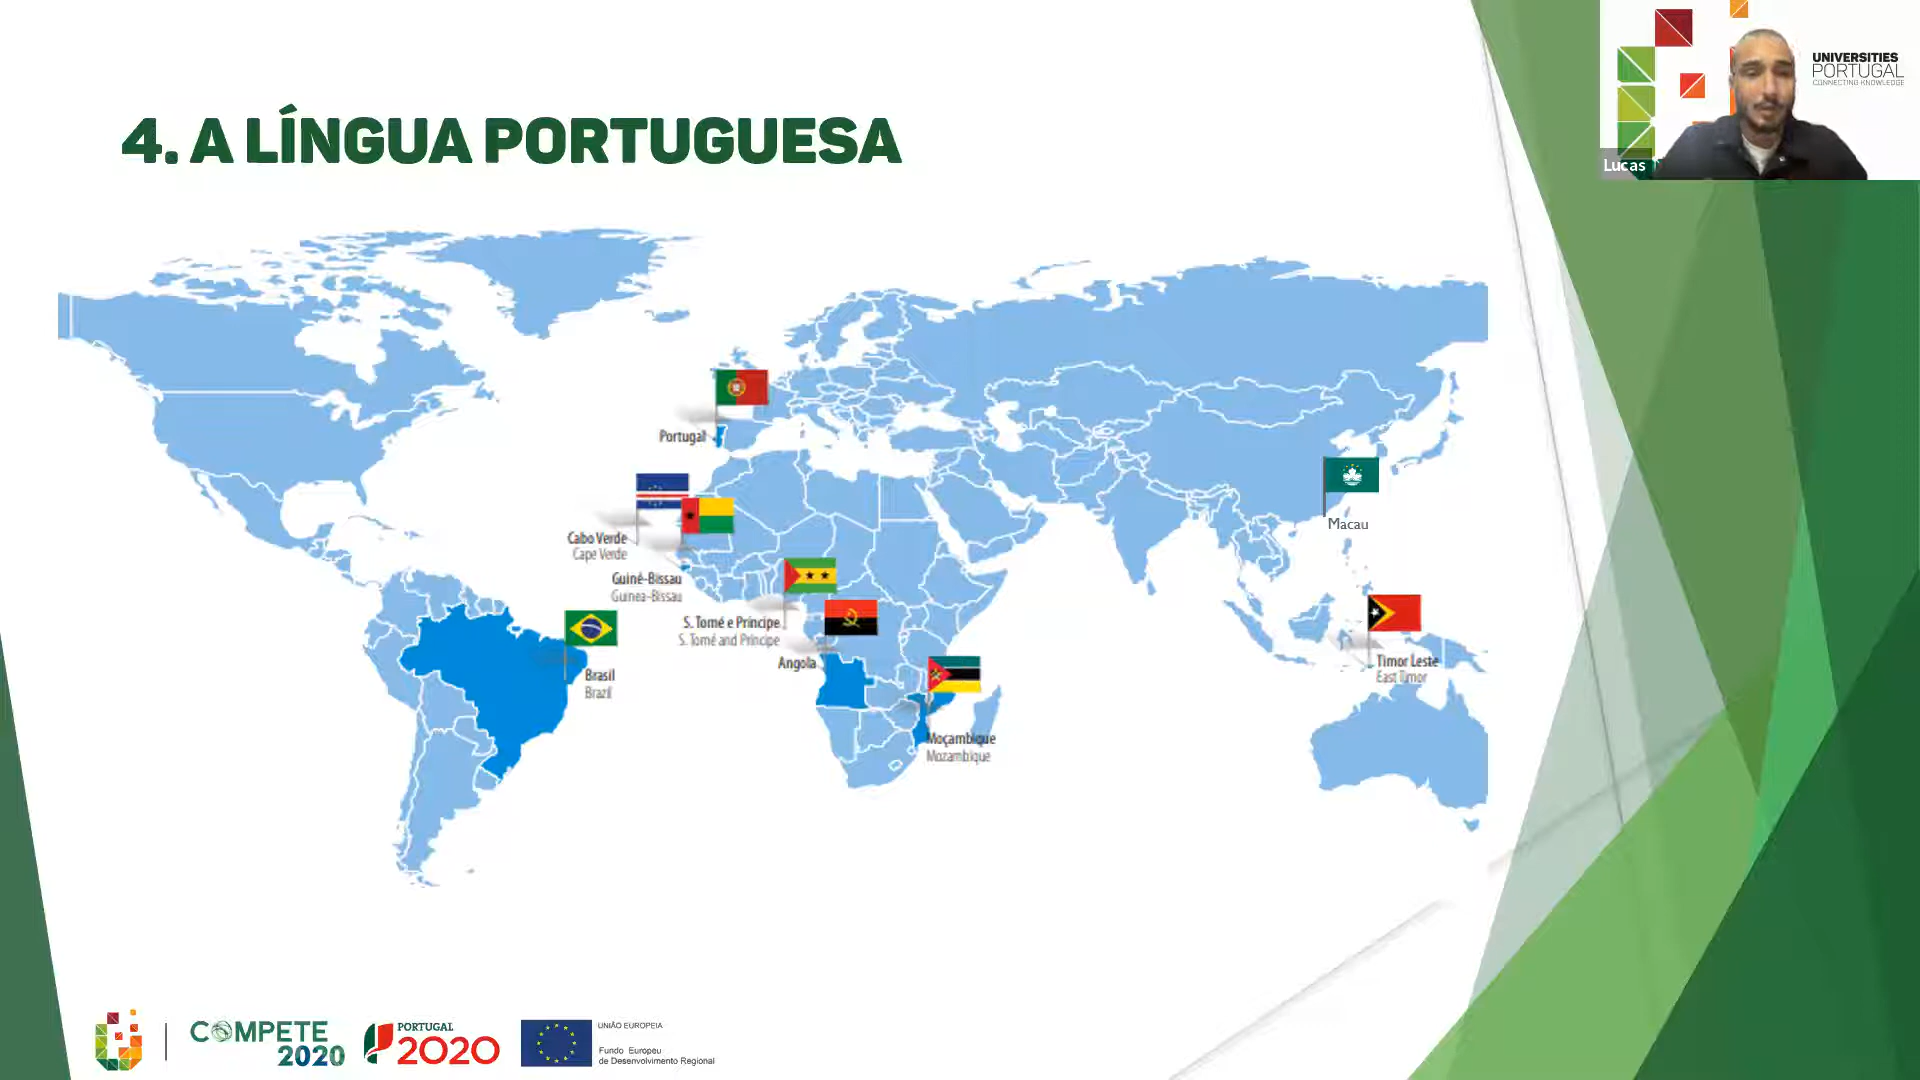 4. A LÍNGUA PORTUGUESA
UNIVERSITIES
PORTUGAL
CONNECTING KNOWLEDGE
Lucas
Portugal
Cabo Verde
Cape Verde
Guiné-Bissau
Guinea-Bissau
S. Tomé e Príncipe
S. Tomé and Príncipe
Angola
Brasil
Brazil
Moçambique
Mozambique
Macau
Timor Leste
East Timor
COMPETE
2020
PORTUGAL
2020
UNIÃO EUROPEIA
Fundo Europeu
de Desenvolvimento Regional